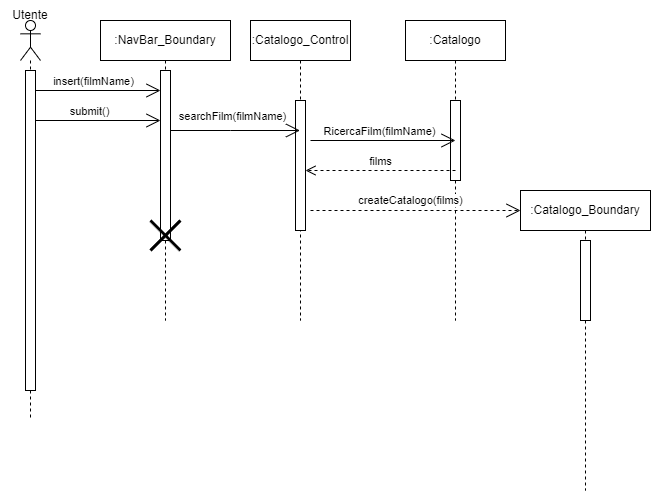 Utente
:NavBar_Boundary
:Catalogo_Control
:Catalogo
insert(filmName)
submit()
searchFilm(filmName)
RicercaFilm(filmName)
films
createCatalogo(films)
:Catalogo_Boundary